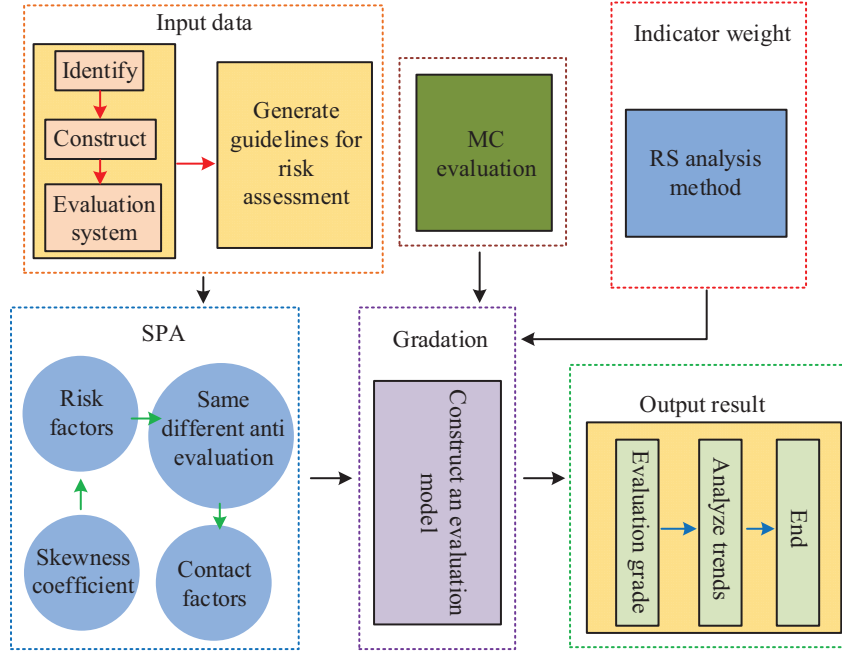 Input data
Identify
Construct
Evaluation
system
Generate
guidelines for
risk
assessment
MC
evaluation
Indicator weight
RS analysis
method
SPA
Risk
factors
Same
different anti
evaluation
Skewness
coefficient
Contact
factors
Gradation
Construct an evaluation
model
Output result
Evaluation grade
Analyze trends
End